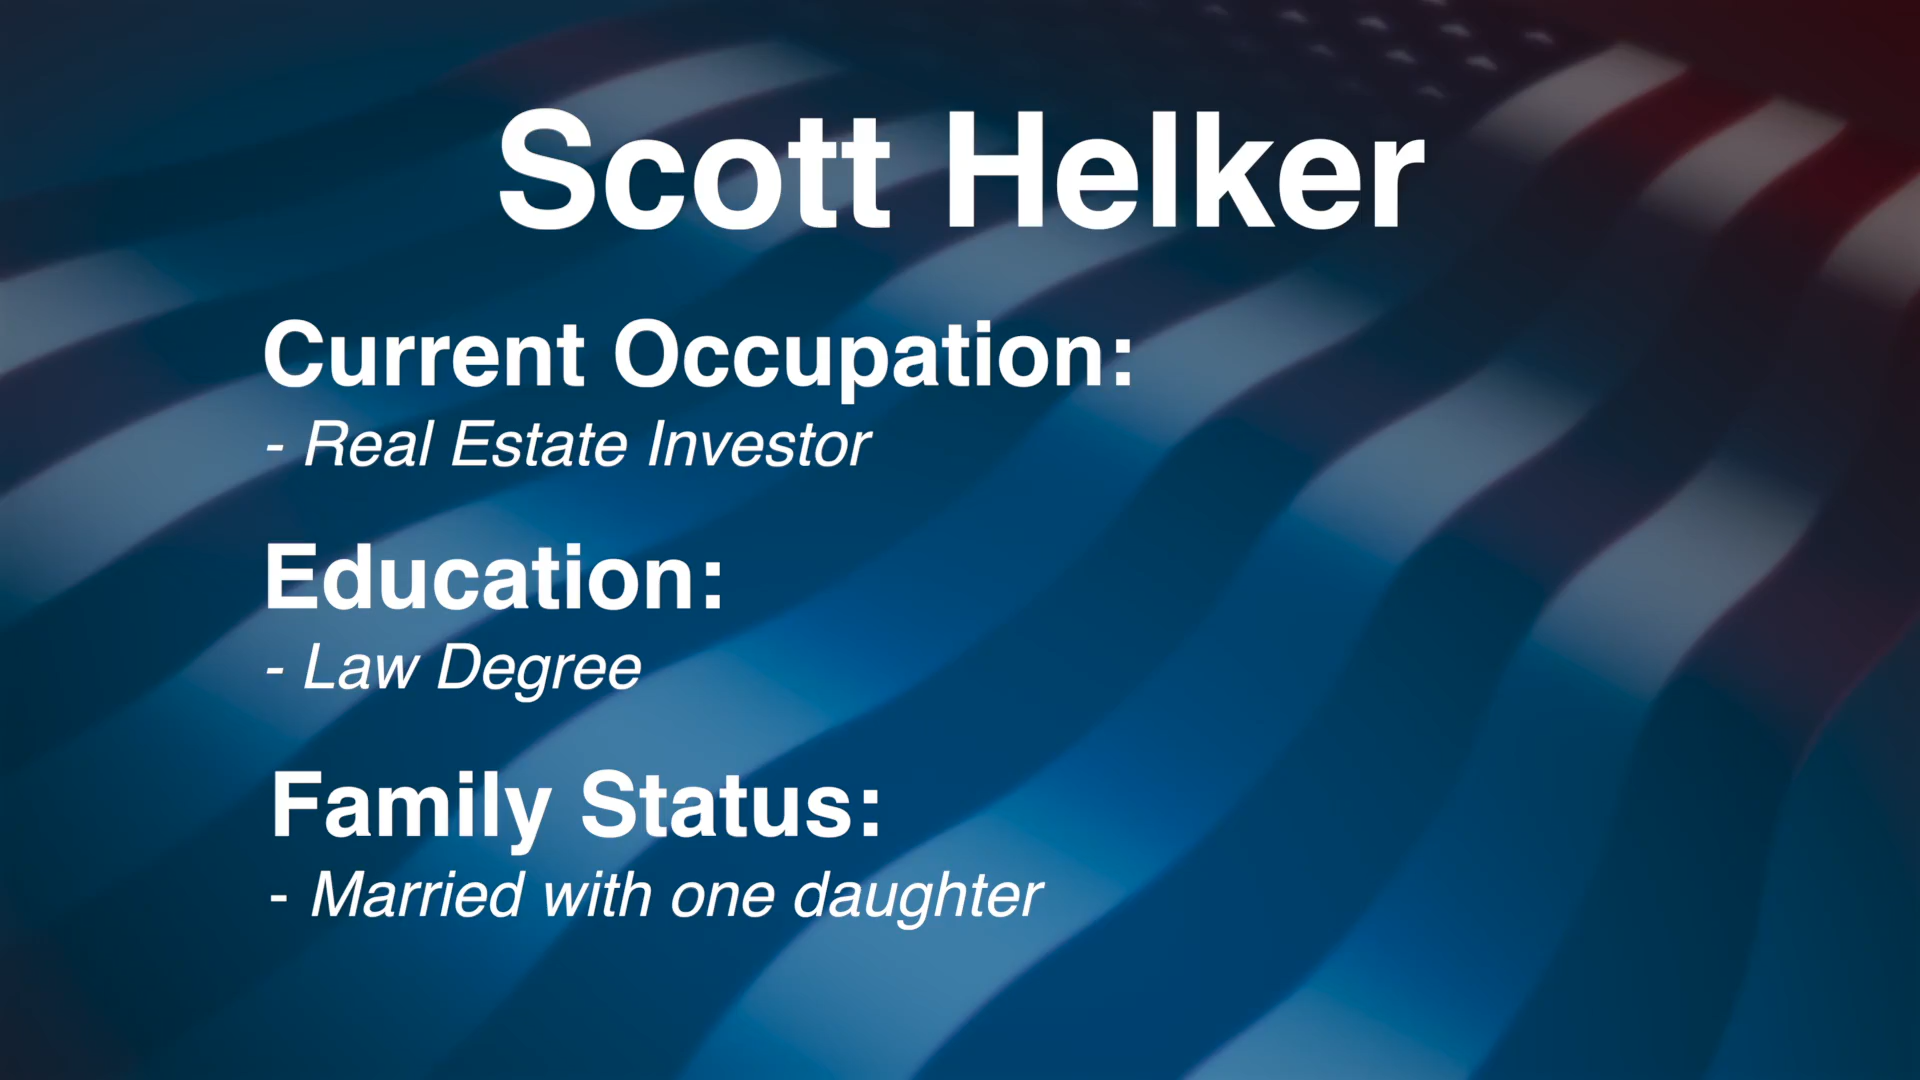 Scott Helker
Current Occupation:
- Real Estate Investor
Education:
- Law Degree
Family Status:
- Married with one daughter